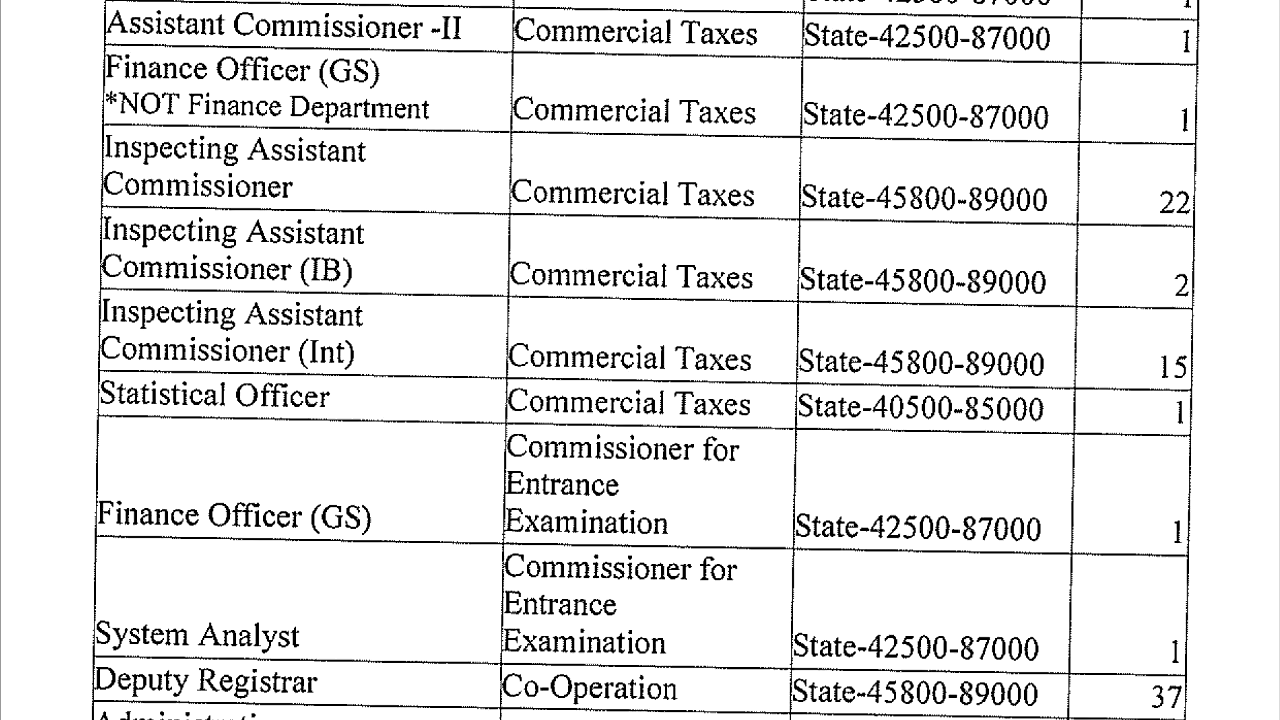 Assistant Commissioner -II Commercial Taxes State-42500-87000 1
Finance Officer (GS)
*NOT Finance Department Commercial Taxes State-42500-87000 1
Inspecting Assistant
Commissioner Commercial Taxes State-45800-89000 22
Inspecting Assistant
Commissioner (IB) Commercial Taxes State-45800-89000 2
Inspecting Assistant
Commissioner (Int) Commercial Taxes State-45800-89000 15
Statistical Officer Commercial Taxes State-40500-85000 1
Commissioner for
Entrance
Finance Officer (GS) Examination State-42500-87000 1
Commissioner for
Entrance
System Analyst Examination State-42500-87000 1
Deputy Registrar Co-Operation State-45800-89000 37